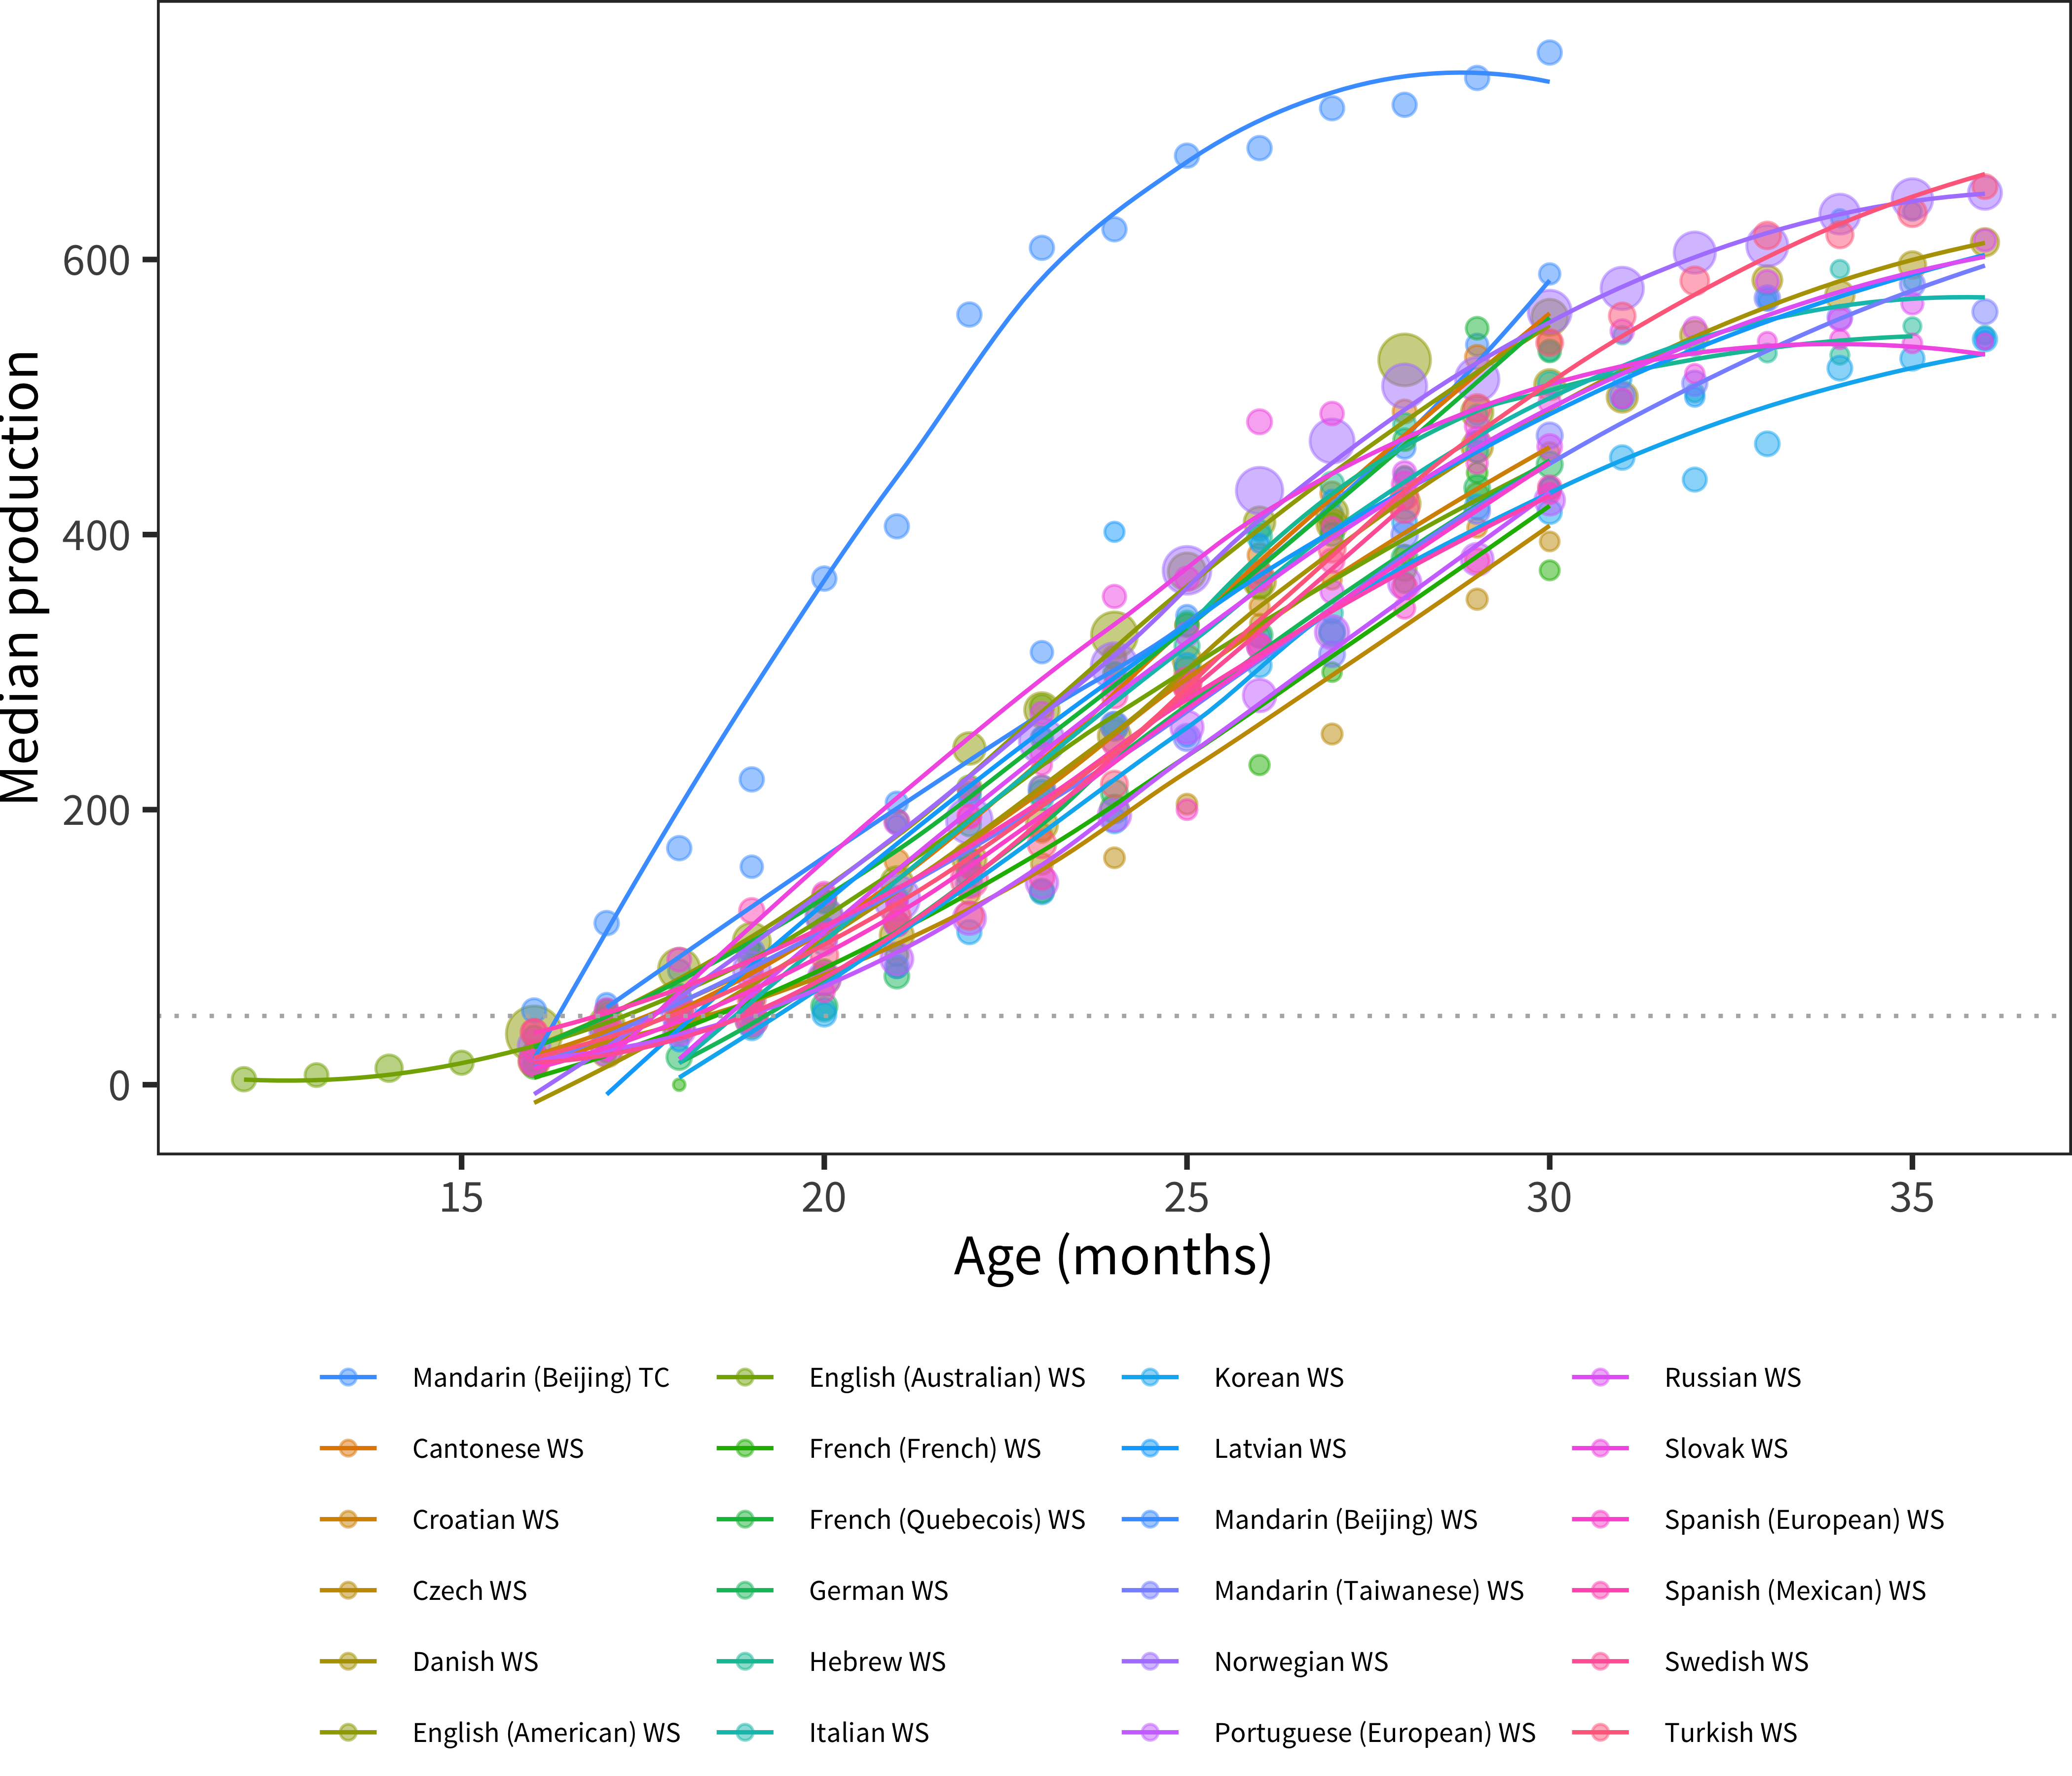 Median production
600
400
200
0
15 20 25 30 35
Age (months)
Mandarin (Beijing) TC English (Australian) WS Korean WS Russian WS
Cantonese WS French (French) WS Latvian WS Slovak WS
Croatian WS French (Quebecois) WS Mandarin (Beijing) WS Spanish (European) WS
Czech WS German WS Mandarin (Taiwanese) WS Spanish (Mexican) WS
Danish WS Hebrew WS Norwegian WS Swedish WS
English (American) WS Italian WS Portuguese (European) WS Turkish WS